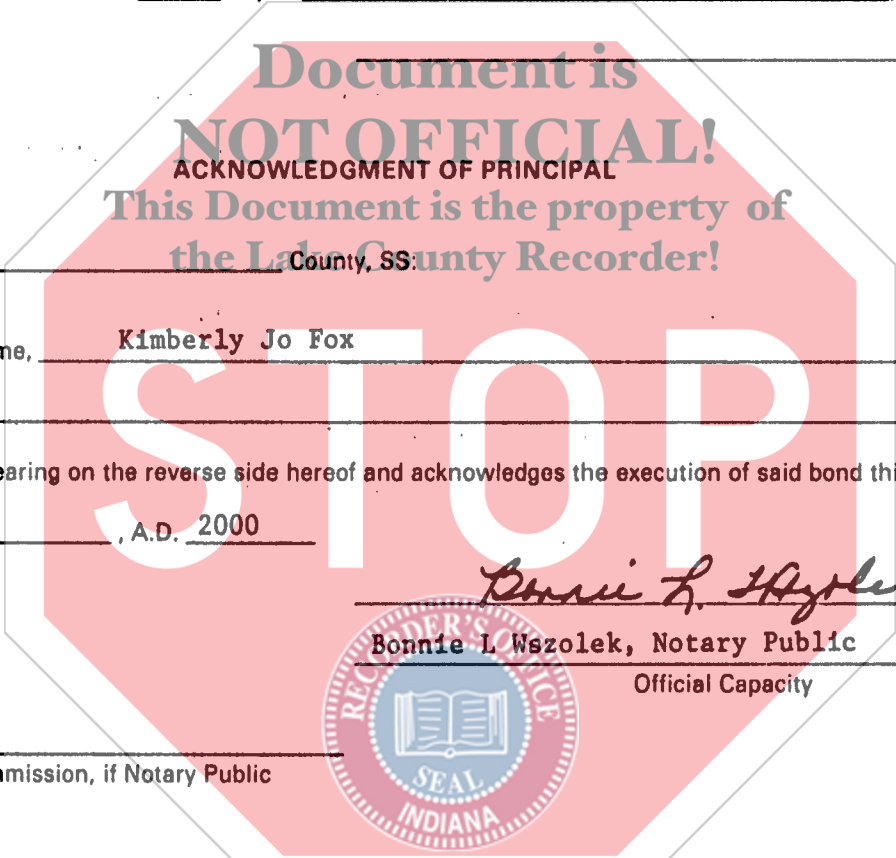 Document is
NOT OFFICIAL!
ACKNOWLEDGMENT OF PRINCIPAL
This Document is the property of
the Lake County Recorder!
County, SS:
Kimberly Jo Fox
earing on the reverse side hereof and acknowledges the execution of said bond thi
, A.D. 2000
STOP
Bonnie L.
Bonnie L Wszolek, Notary Public
Official Capacity
mission, if Notary Public
RECORDER'S OFFICE
SEAL
INDIANA